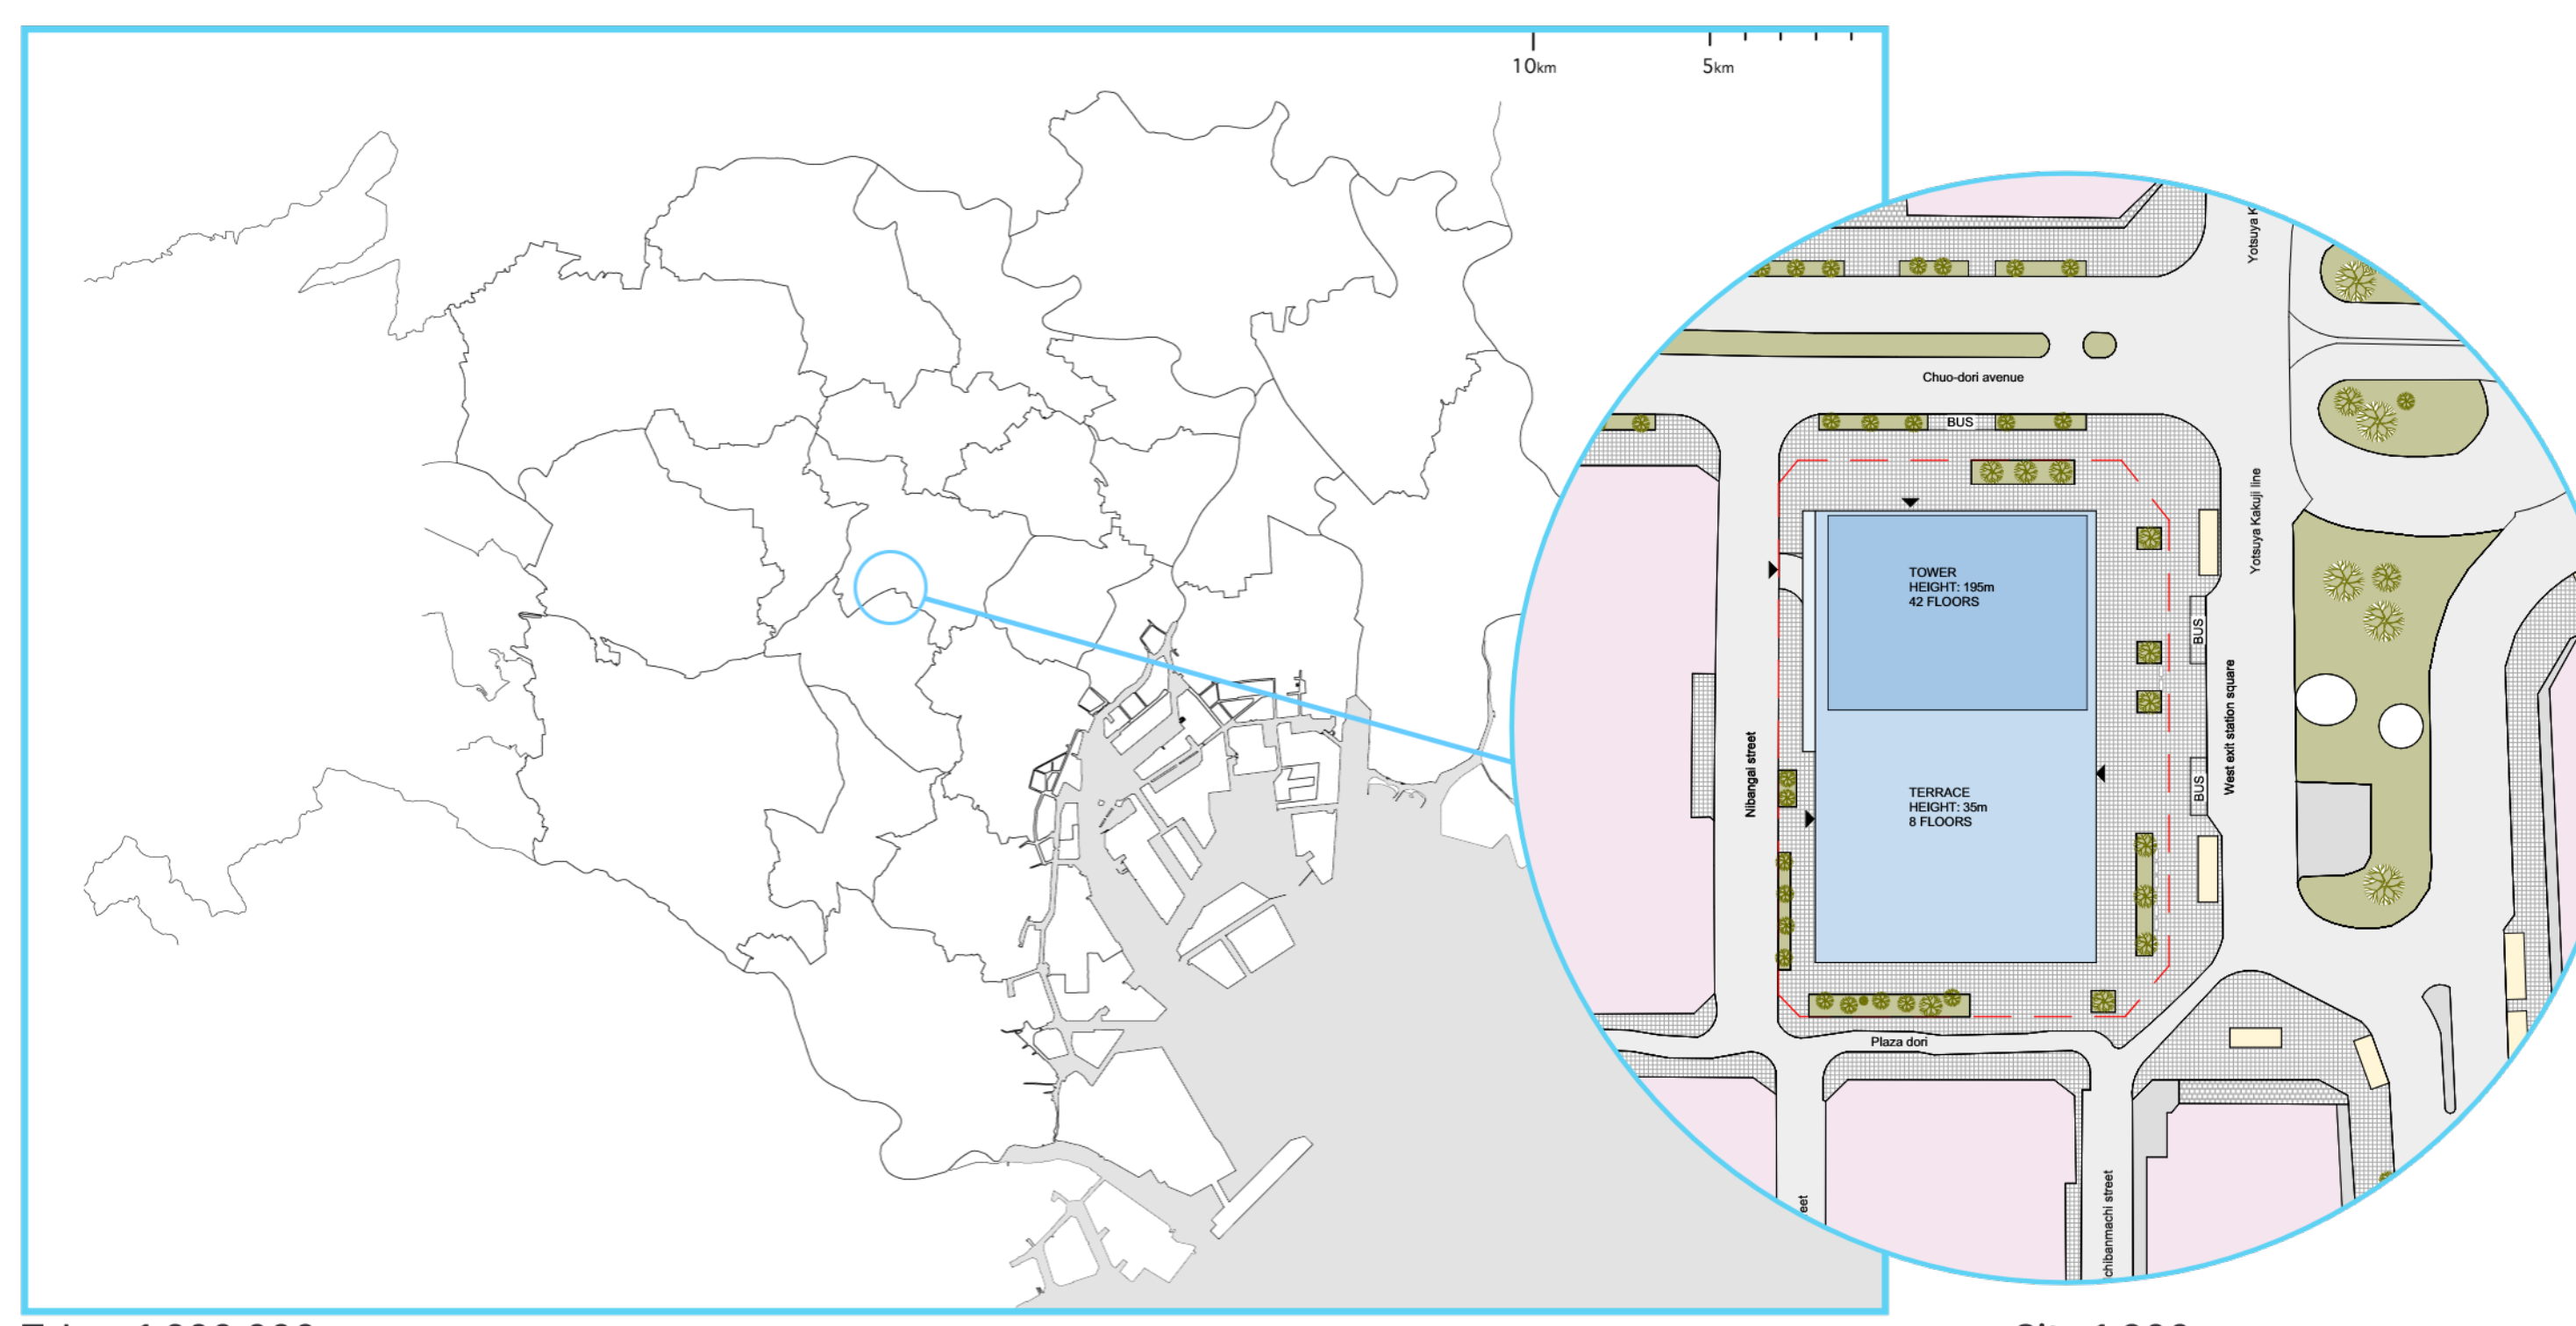 10km
5km
Yotsuya K
Chuo-dori avenue
BUS
Yotsuya Kakuji line
TOWER
HEIGHT: 195m
42 FLOORS
BUS
West exit station square
Nibangai street
BUS
TERRACE
HEIGHT: 35m
8 FLOORS
Plaza dori
eet
chibanmachi street